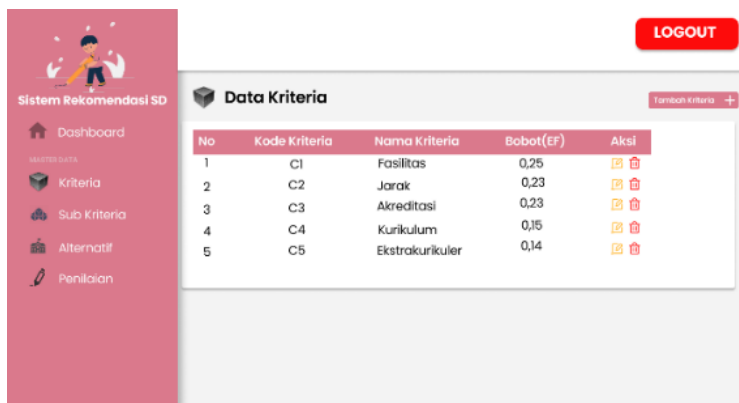 LOGOUT
Sistem Rekomendasi SD
Dashboard
MASTER DATA
Kriteria
Sub Kriteria
Alternatif
Penilaian
Data Kriteria
Tambah Kriteria +
No Kode Kriteria Nama Kriteria Bobot(EF) Aksi
1 C1 Fasilitas 0,25
2 C2 Jarak 0,23
3 C3 Akreditasi 0,23
4 C4 Kurikulum 0,15
5 C5 Ekstrakurikuler 0,14